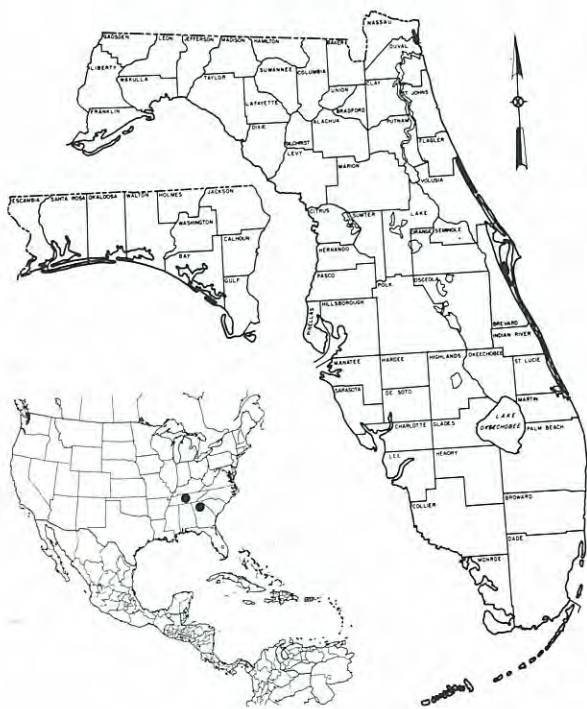 NASSAU
GADSDEN
LEON
JEFFERSON
MADISON
HAMILTON
BAKER
DUVAL
LIBERTY
WAKULLA
TAYLOR
SUWANNEE
COLUMBIA
UNION
CLAY
ST JOHNS
FRANKLIN
LAFAYETTE
BRADFORD
DIXIE
GILCHRIST
ALACHUA
PUTNAM
FLAGLER
LEVY
MARION
VOLUSIA
ESCAMBIA
SANTA ROSA
OKALOOSA
WALTON
HOLMES
JACKSON
WASHINGTON
BAY
CALHOUN
GULF
CITRUS
SUMTER
LAKE
ORANGE
SEMINOLE
HERNANDO
PASCO
POLK
OSCEOLA
HILLSBOROUGH
PINELLAS
BREVARD
INDIAN RIVER
MANATEE
HARDEE
HIGHLANDS
OKEECHOBEE
ST LUCIE
SARASOTA
DE SOTO
MARTIN
LAKE
OKEECHOBEE
CHARLOTTE
GLADES
PALM BEACH
LEE
HENDRY
COLLIER
BROWARD
DADE
MONROE